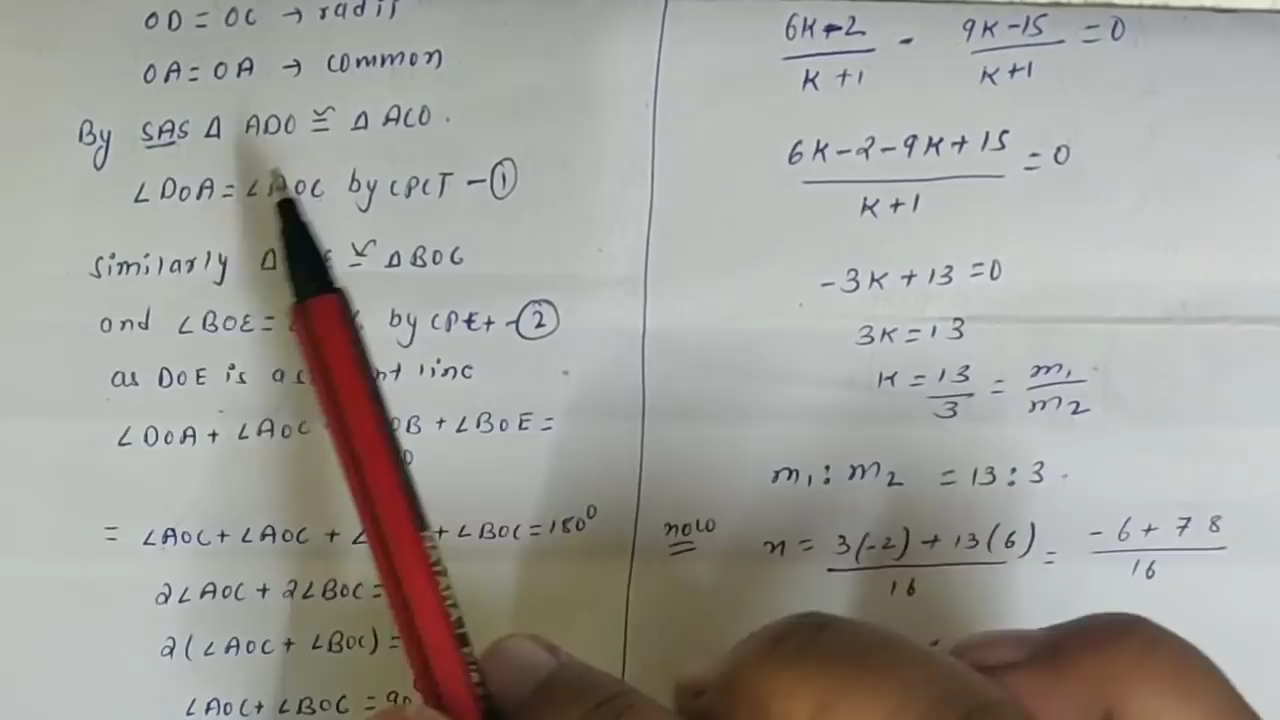 OD = OC → radii
OA = OA → common
By SAS Δ ADO ≅ Δ ACO.
∠DOA = ∠AOC by CPCT - ①
Similarly Δ ≅ Δ BOC
and ∠BOE = by CPCT - ②
as DOE is a line
∠DOA + ∠AOC + ∠BOE =
= ∠AOC + ∠AOC + + ∠BOC = 180⁰
2∠AOC + 2∠BOC =
2(∠AOC + ∠BOC) =
∠AOC + ∠BOC = 90
6K-2/K+1 - 9K-15/K+1 = 0
6K-2-9K+15/K+1 = 0
-3K + 13 = 0
3K = 13
K = 13/3 = m₁/m₂
m₁ : m₂ = 13 : 3.
now x = 3(-2) + 13(6)/16 = -6 + 78/16